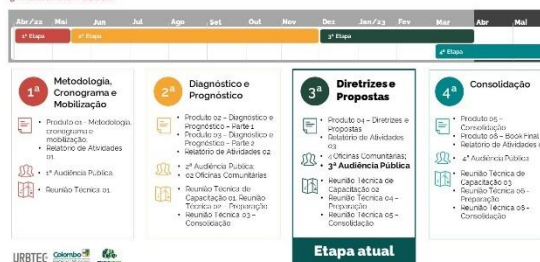 Abr/22 Mai Jun Jul Ago Set Out Nov Dez Jan/23 Fev Mar Abr Mai
1ª Etapa
2ª Etapa
3ª Etapa
4ª Etapa
1ª
Metodologia,
Cronograma e
Mobilização
• Produto 01 - Metodologia,
cronograma e
mobilização.
• Relatório de Atividades
01.
• 1ª Audiência Pública
• Reunião Técnica 01.
2ª
Diagnóstico e
Prognóstico
• Produto 02 – Diagnóstico e
Prognóstico – Parte 1
• Produto 03 – Diagnóstico e
Prognóstico – Parte 2
• Relatório de Atividades 02
• 2ª Audiência Pública;
• 02 Oficinas Comunitárias;
• Reunião Técnica de
Capacitação 01, Reunião
Técnica 02 – Preparação
• Reunião Técnica 03 –
Consolidação
3ª
Diretrizes e
Propostas
• Produto 04 – Diretrizes e
Propostas
• Relatório de Atividades
03
• 4 Oficinas Comunitárias;
• 3ª Audiência Pública
• Reunião Técnica de
Capacitação 02
• Reunião Técnica 04 –
Preparação
• Reunião Técnica 05 –
Consolidação
Etapa atual
4ª
Consolidação
• Produto 05 –
Consolidação
• Produto 06 – Book Final
• Relatório de Atividades
• 4ª Audiência Pública
• Reunião Técnica de
Capacitação 03
• Reunião Técnica 06 -
Preparação
• Reunião Técnica 06 -
Consolidação
URBTEC Colombo